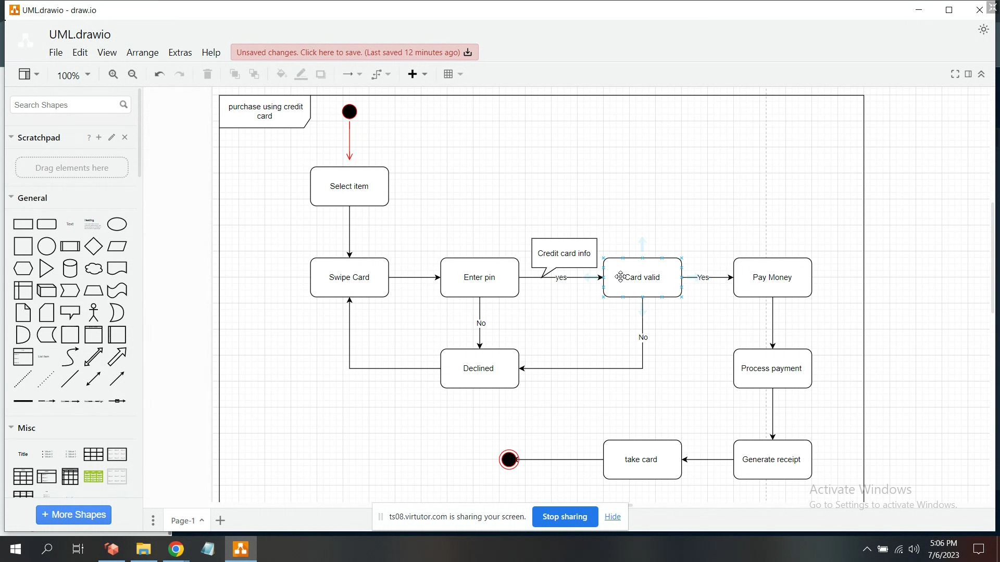 UML.drawio - draw.io
UML.drawio
File Edit View Arrange Extras Help
Unsaved changes. Click here to save. (Last saved 12 minutes ago)
100%
Search Shapes
Scratchpad
?
Drag elements here
General
Text
Heading
List Item
Misc
Title
+ More Shapes
purchase using credit
card
Select item
Credit card info
Swipe Card
Enter pin
yes
Card valid
Yes
Pay Money
No
No
Declined
Process payment
take card
Generate receipt
Activate Windows
Go to Settings to activate Windows.
Page-1
ts08.virtutor.com is sharing your screen.
Stop sharing
Hide
5:06 PM
7/6/2023